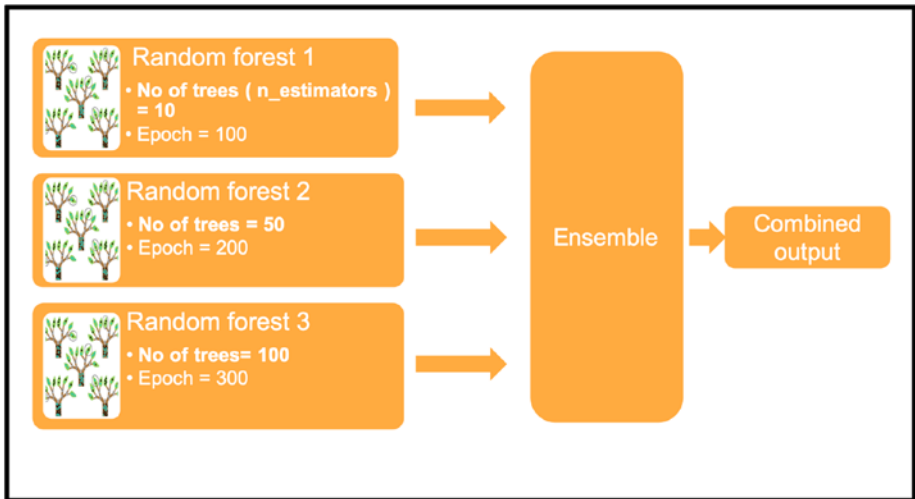 Random forest 1
• No of trees ( n_estimators )
= 10
• Epoch = 100
Random forest 2
• No of trees = 50
• Epoch = 200
Random forest 3
• No of trees= 100
• Epoch = 300
Ensemble
Combined
output